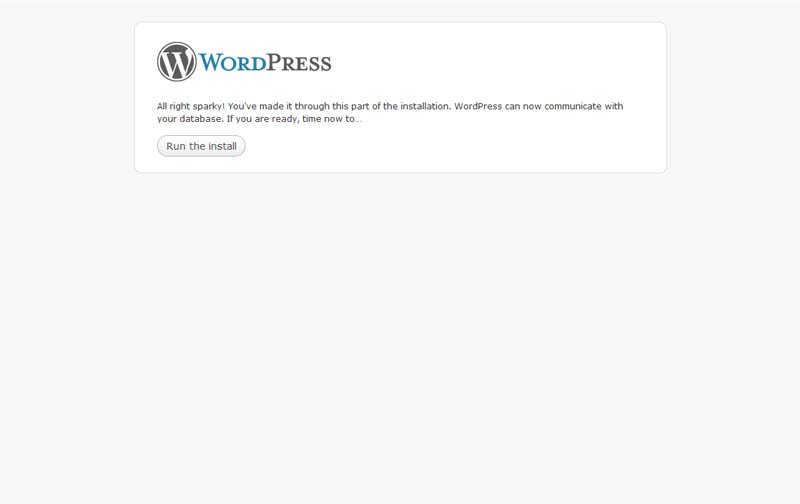 WORDPRESS
All right sparky! You've made it through this part of the installation. WordPress can now communicate with
your database. If you are ready, time now to…
Run the install